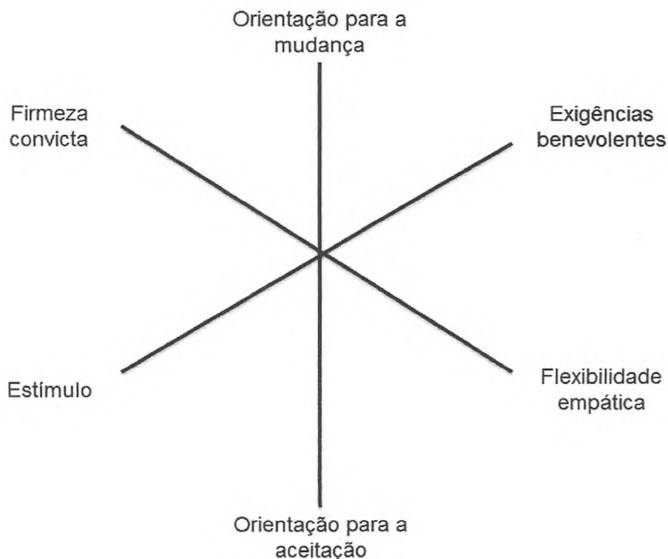 Orientação para a
mudança
Firmeza
convicta
Exigências
benevolentes
Estímulo
Flexibilidade
empática
Orientação para a
aceitação